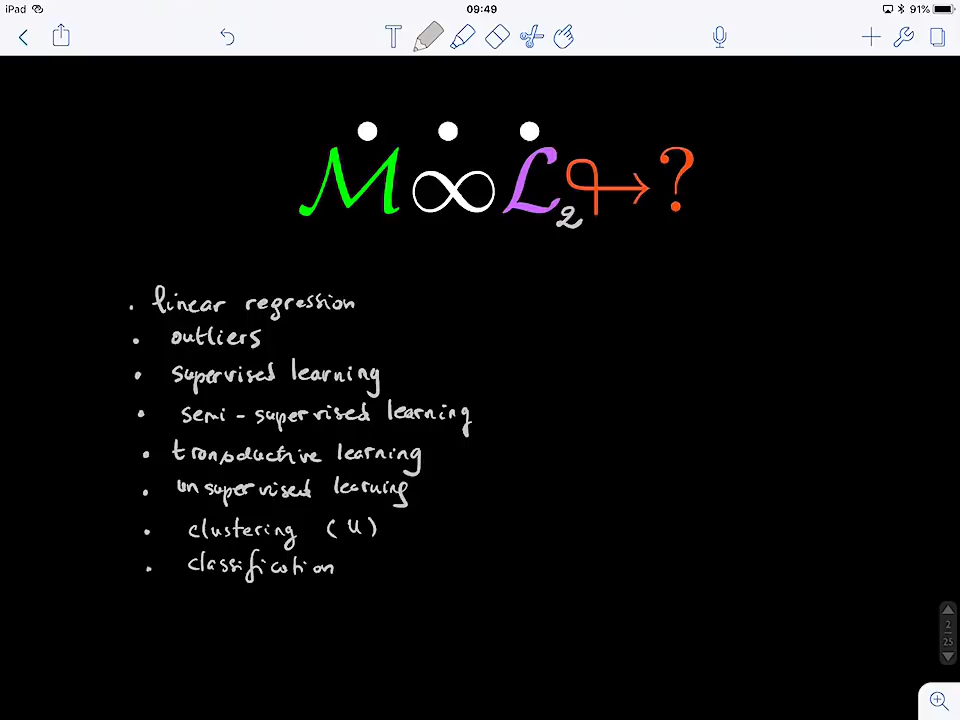 iPad 09:49 91%
M ∞ L 2 ↬ ?
. linear regression
. outliers
. supervised learning
. semi - supervised learning
. transductive learning
. unsupervised learning
. clustering (U)
. classification
2
25